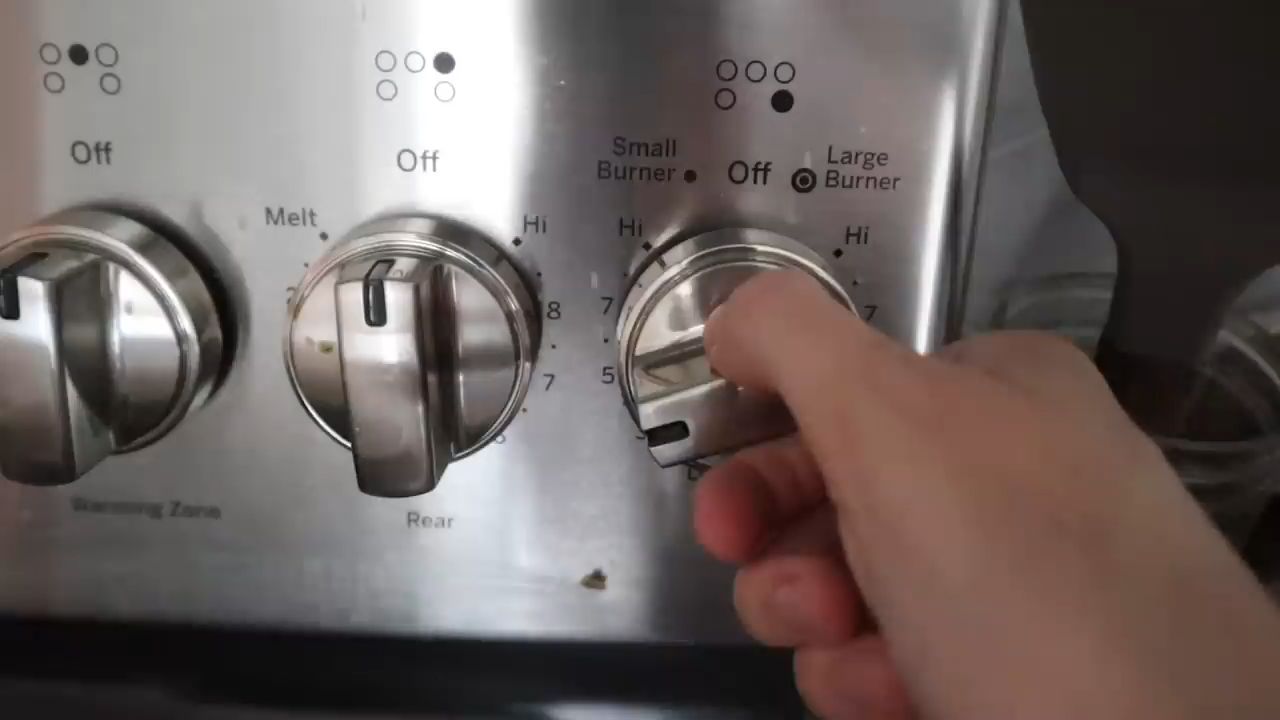 Off
Off
Small
Burner
Off
Large
Burner
Melt
Hi
Hi
Hi
8
7
7
7
5
Warming Zone
Rear